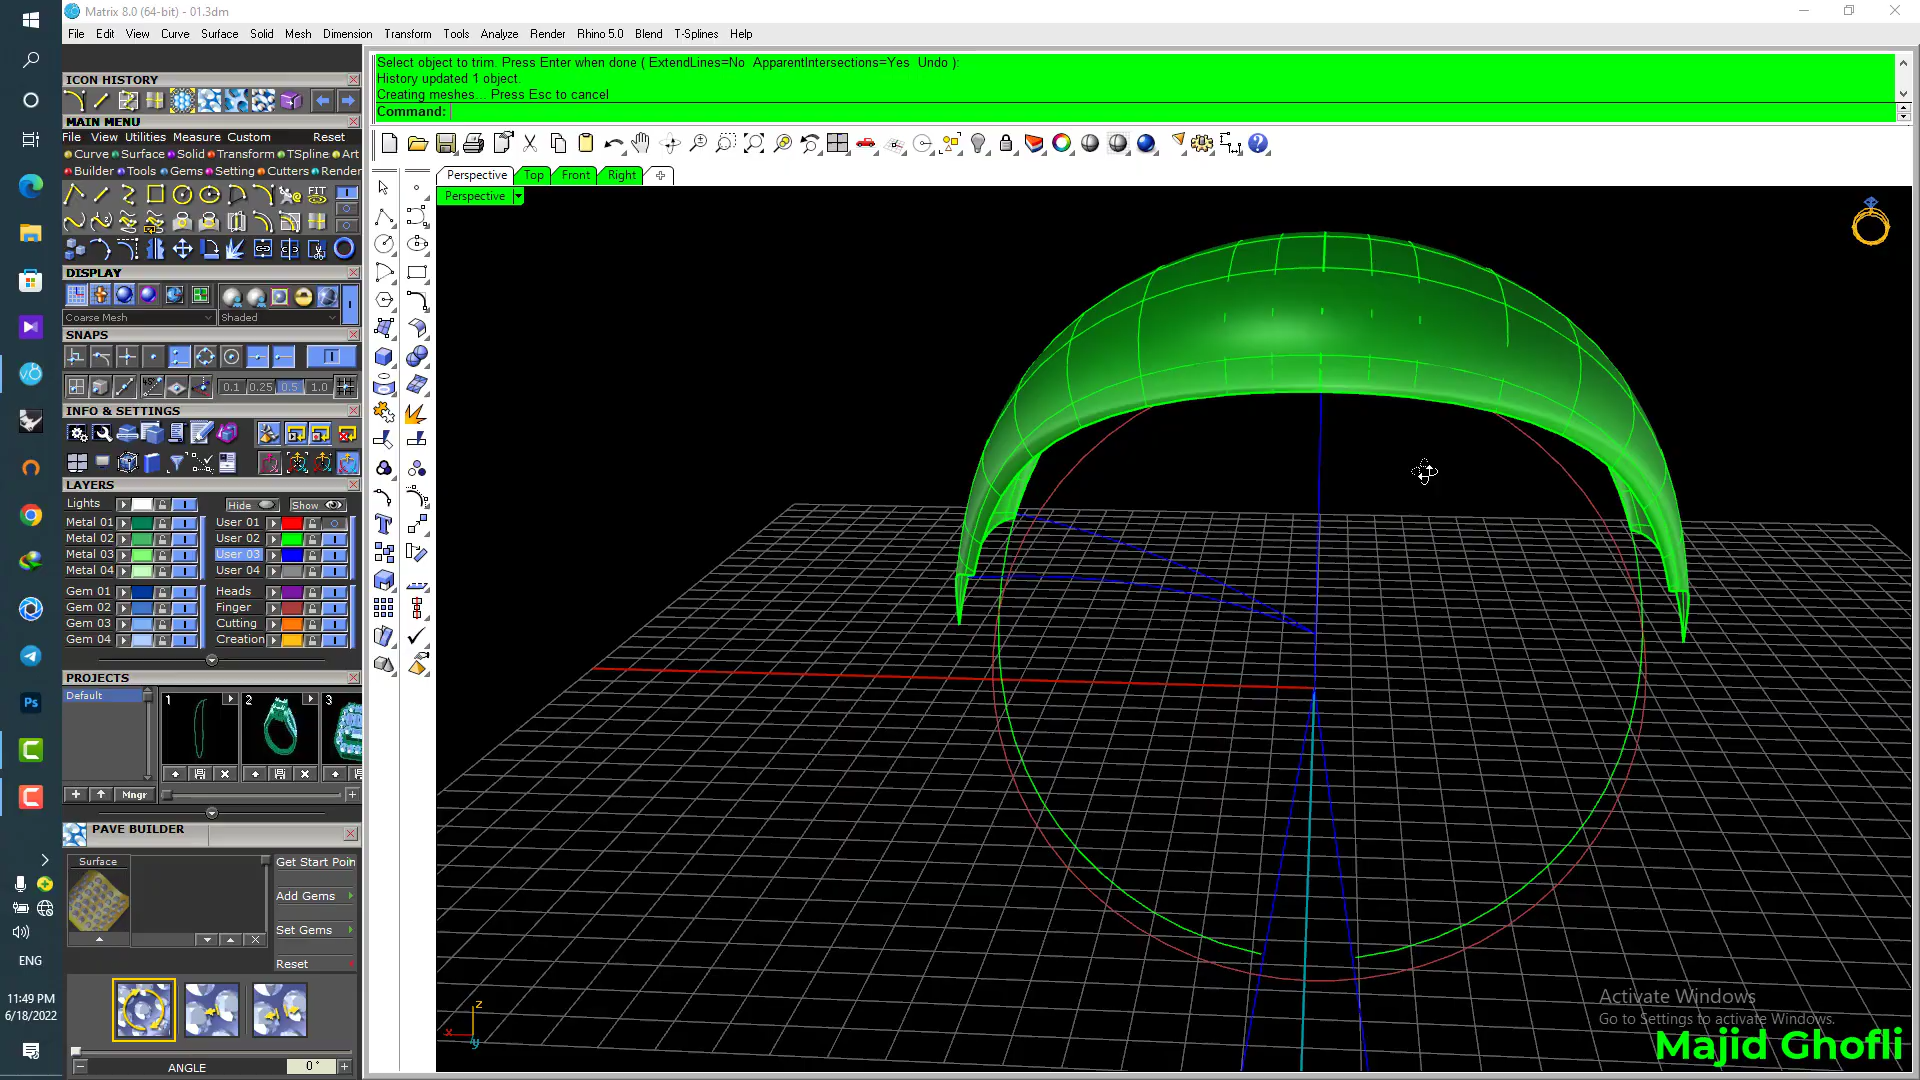 Matrix 8.0 (64-bit) - 01.3dm
File Edit View Curve Surface Solid Mesh Dimension Transform Tools Analyze Render Rhino 5.0 Blend T-Splines Help
Select object to trim. Press Enter when done ( ExtendLines=No ApparentIntersections=Yes Undo ):
History updated 1 object.
Creating meshes... Press Esc to cancel
Command:
Perspective Top Front Right
Perspective
ICON HISTORY
MAIN MENU
File View Utilities Measure Custom Reset
Curve Surface Solid Transform TSpline Art
Builder Tools Gems Setting Cutters Render
FIT
DISPLAY
Coarse Mesh Shaded
SNAPS
45°
0.1 0.25 0.5 1.0
INFO & SETTINGS
LAYERS
Lights Hide Show
Metal 01 User 01
Metal 02 User 02
Metal 03 User 03
Metal 04 User 04
Gem 01 Heads
Gem 02 Finger
Gem 03 Cutting
Gem 04 Creation
PROJECTS
Default
1 2 3
Mngr
PAVE BUILDER
Surface
Get Start Poin
Add Gems
Set Gems
Reset
ANGLE 0°
ENG
11:49 PM
6/18/2022
z
x
y
Activate Windows
Go to Settings to activate Windows.
Majid Ghofli